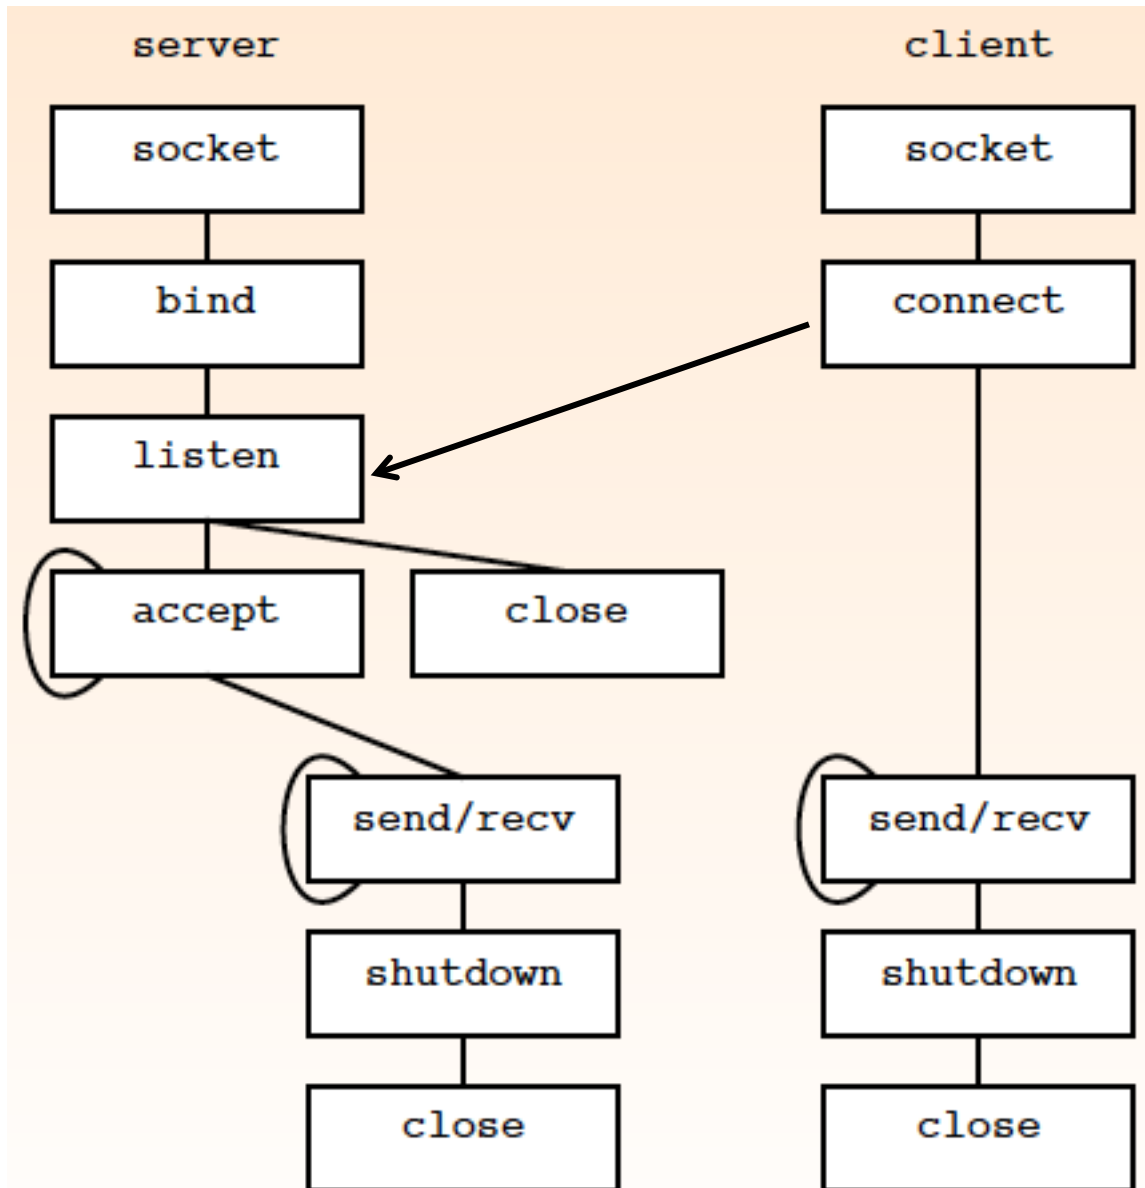 server
client
socket
socket
bind
connect
listen
accept
close
send/recv
send/recv
shutdown
shutdown
close
close